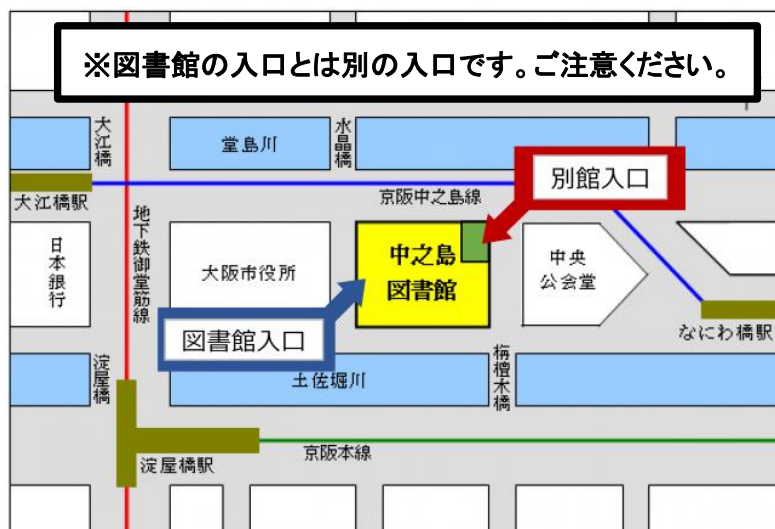 ※図書館の入口とは別の入口です。ご注意ください。
大江橋
堂島川
水晶橋
別館入口
大江橋駅
京阪中之島線
地下鉄御堂筋線
日本銀行
大阪市役所
中之島
図書館
中央
公会堂
図書館入口
なにわ橋駅
淀屋橋
土佐堀川
栴檀木橋
京阪本線
淀屋橋駅